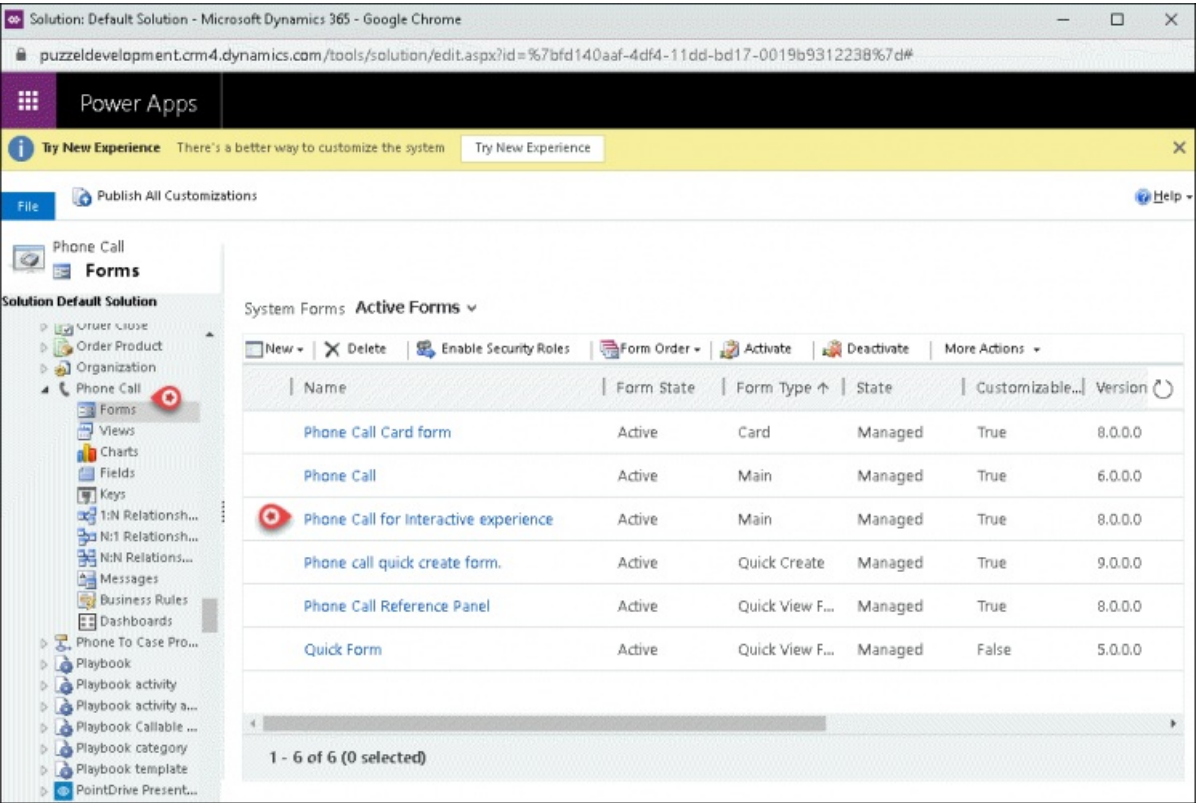 Solution: Default Solution - Microsoft Dynamics 365 - Google Chrome
puzzeldevelopment.crm4.dynamics.com/tools/solution/edit.aspx?id=%7bfd140aaf-4df4-11dd-bd17-0019b9312238%7d#
Power Apps
Try New Experience There's a better way to customize the system Try New Experience
File Publish All Customizations Help
Phone Call
Forms
Solution Default Solution
System Forms Active Forms
Order Close
Order Product
Organization
Phone Call
Forms
Views
Charts
Fields
Keys
1:N Relationsh...
N:1 Relationsh...
N:N Relations...
Messages
Business Rules
Dashboards
Phone To Case Pro...
Playbook
Playbook activity
Playbook activity a...
Playbook Callable ...
Playbook category
Playbook template
PointDrive Present...
New Delete Enable Security Roles Form Order Activate Deactivate More Actions
Name Form State Form Type ↑ State Customizable... Version
Phone Call Card form Active Card Managed True 8.0.0.0
Phone Call Active Main Managed True 6.0.0.0
Phone Call for Interactive experience Active Main Managed True 8.0.0.0
Phone call quick create form. Active Quick Create Managed True 9.0.0.0
Phone Call Reference Panel Active Quick View F... Managed True 8.0.0.0
Quick Form Active Quick View F... Managed False 5.0.0.0
1 - 6 of 6 (0 selected)